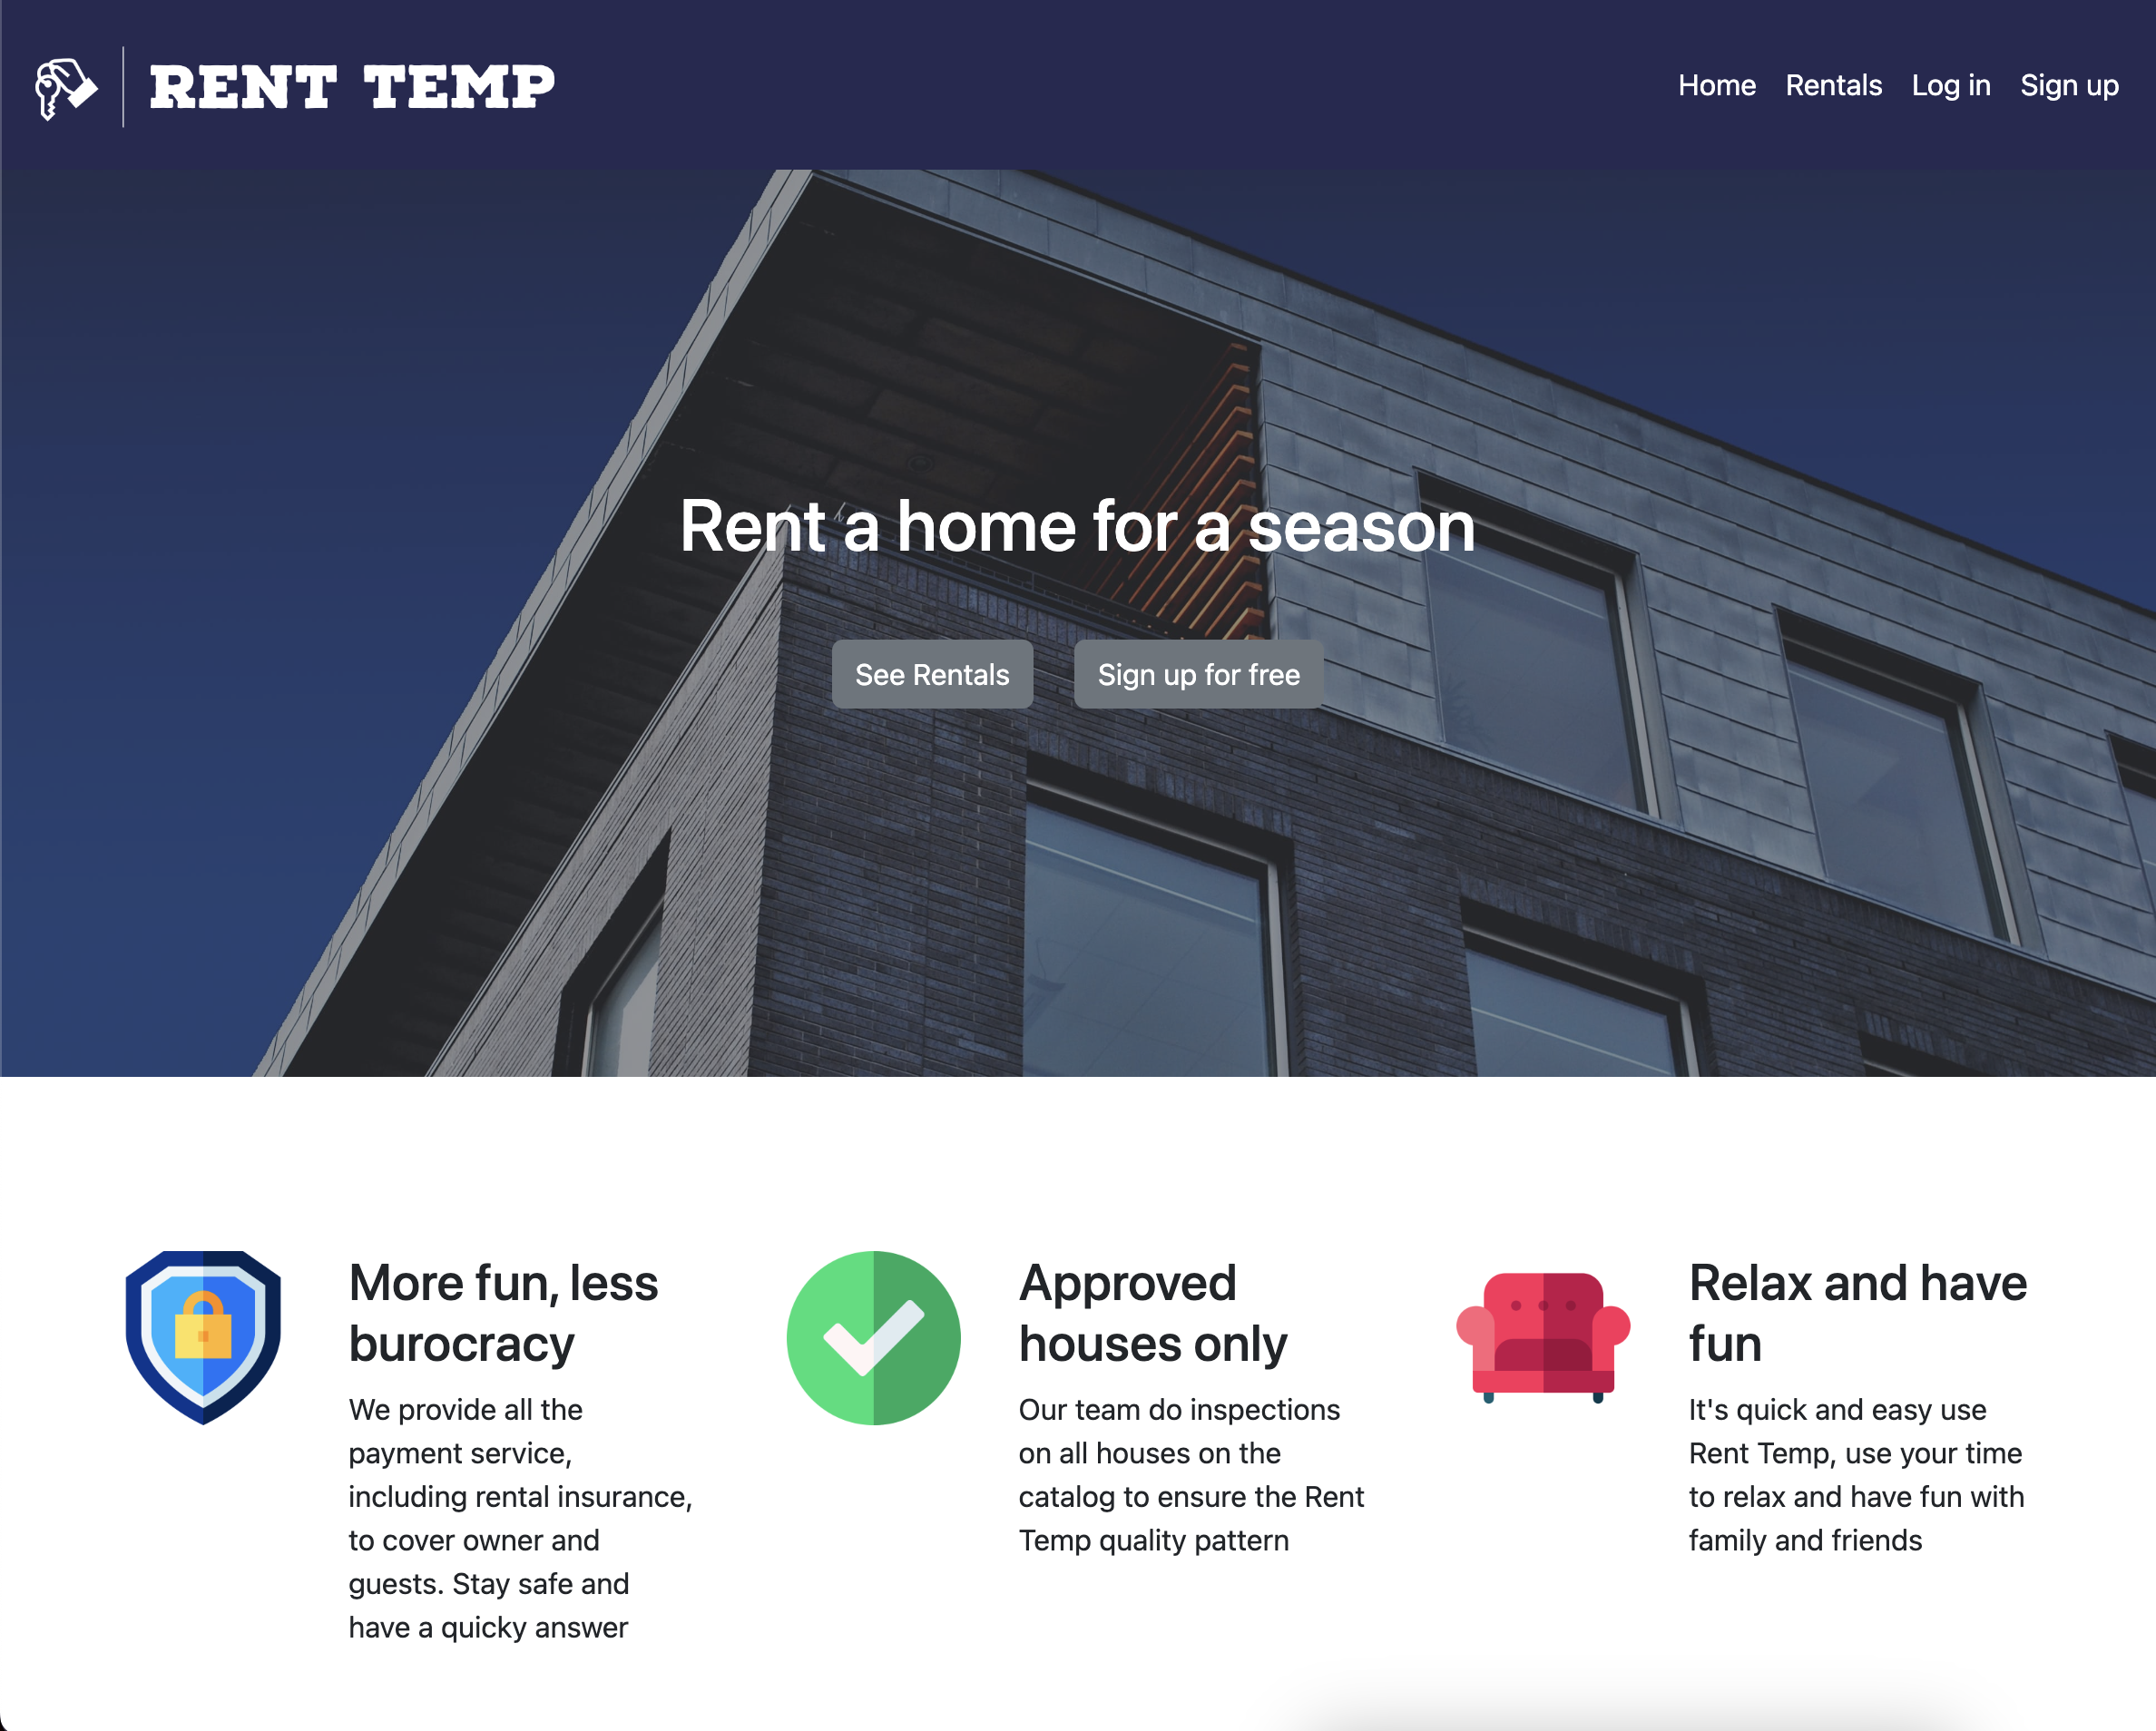 RENT TEMP
Home Rentals Log in Sign up
Rent a home for a season
See Rentals Sign up for free
More fun, less
burocracy
We provide all the
payment service,
including rental insurance,
to cover owner and
guests. Stay safe and
have a quicky answer
Approved
houses only
Our team do inspections
on all houses on the
catalog to ensure the Rent
Temp quality pattern
Relax and have
fun
It's quick and easy use
Rent Temp, use your time
to relax and have fun with
family and friends